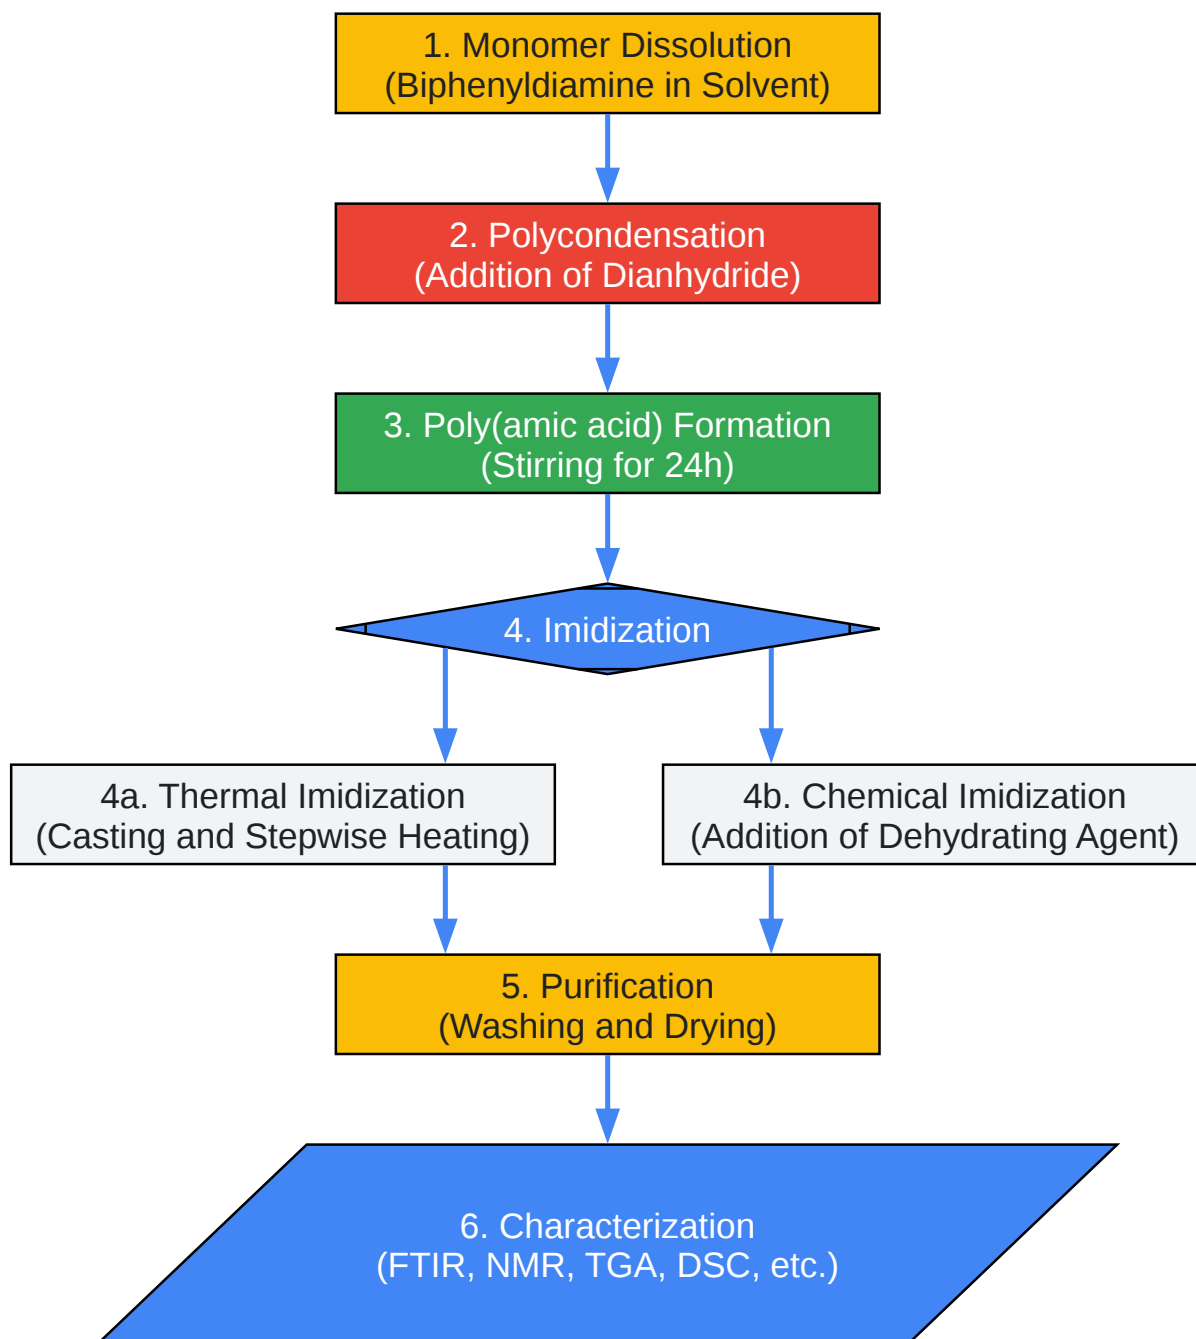 1. Monomer Dissolution
(Biphenyldiamine in Solvent)
2. Polycondensation
(Addition of Dianhydride)
3. Poly(amic acid) Formation
(Stirring for 24h)
4. Imidization
4a. Thermal Imidization
(Casting and Stepwise Heating)
4b. Chemical Imidization
(Addition of Dehydrating Agent)
5. Purification
(Washing and Drying)
6. Characterization
(FTIR, NMR, TGA, DSC, etc.)